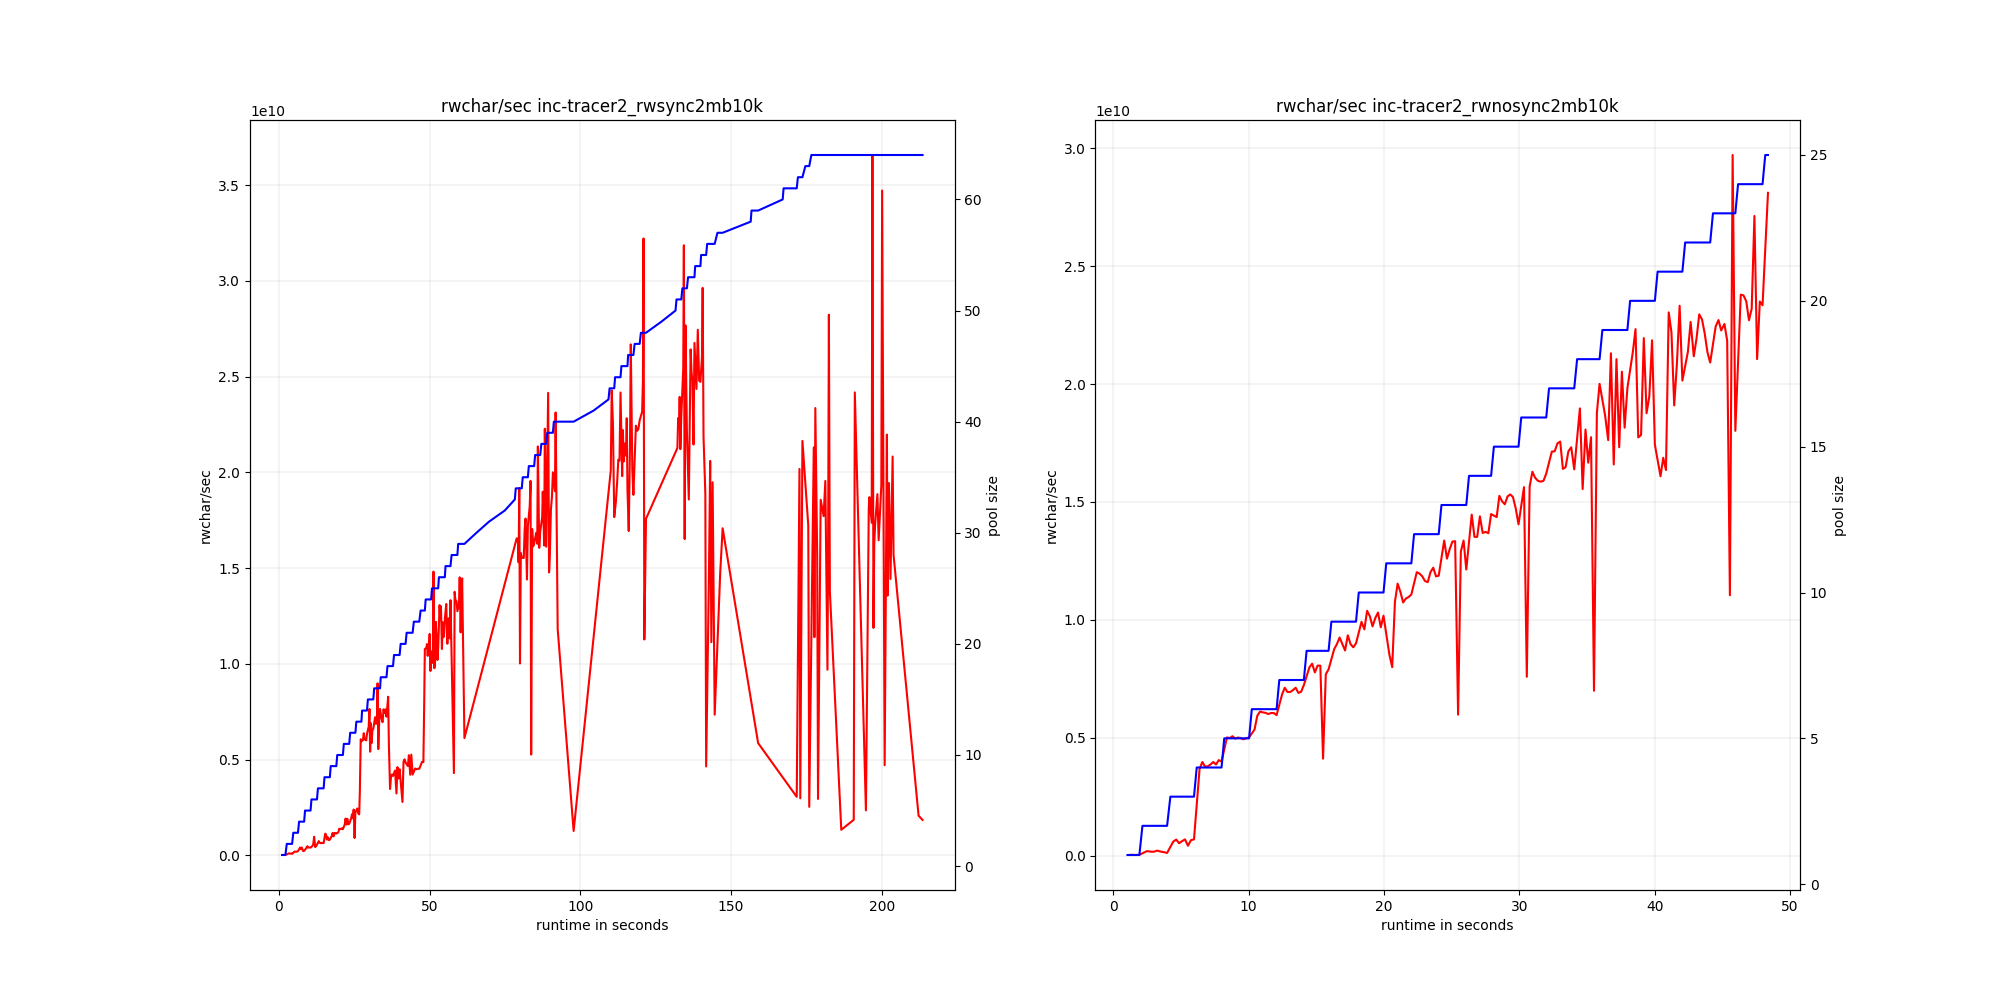 rwchar/sec inc-tracer2_rwsync2mb10k
1e10
3.5
3.0
2.5
2.0
1.5
1.0
0.5
0.0
rwchar/sec
60
50
40
30
20
10
0
pool size
0 50 100 150 200
runtime in seconds
rwchar/sec inc-tracer2_rwnosync2mb10k
1e10
3.0
2.5
2.0
1.5
1.0
0.5
0.0
rwchar/sec
25
20
15
10
5
0
pool size
0 10 20 30 40 50
runtime in seconds